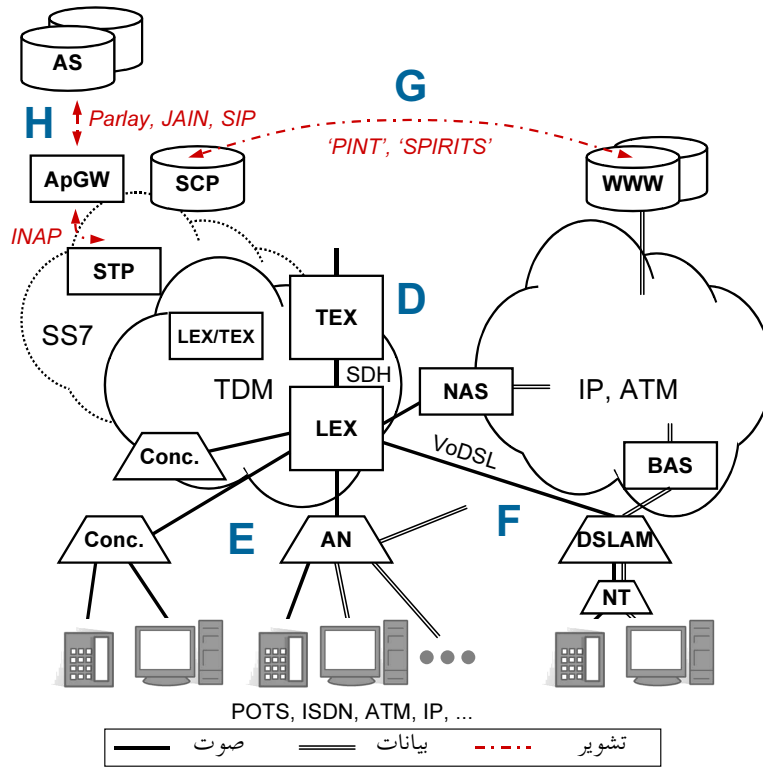 AS
H
Parlay, JAIN, SIP
G
'PINT', 'SPIRITS'
ApGW
SCP
WWW
INAP
STP
SS7
LEX/TEX
TEX
D
SDH
TDM
LEX
NAS
IP, ATM
VoDSL
Conc.
BAS
Conc.
E
AN
F
DSLAM
NT
POTS, ISDN, ATM, IP, ...
صوت بيانات تشوير